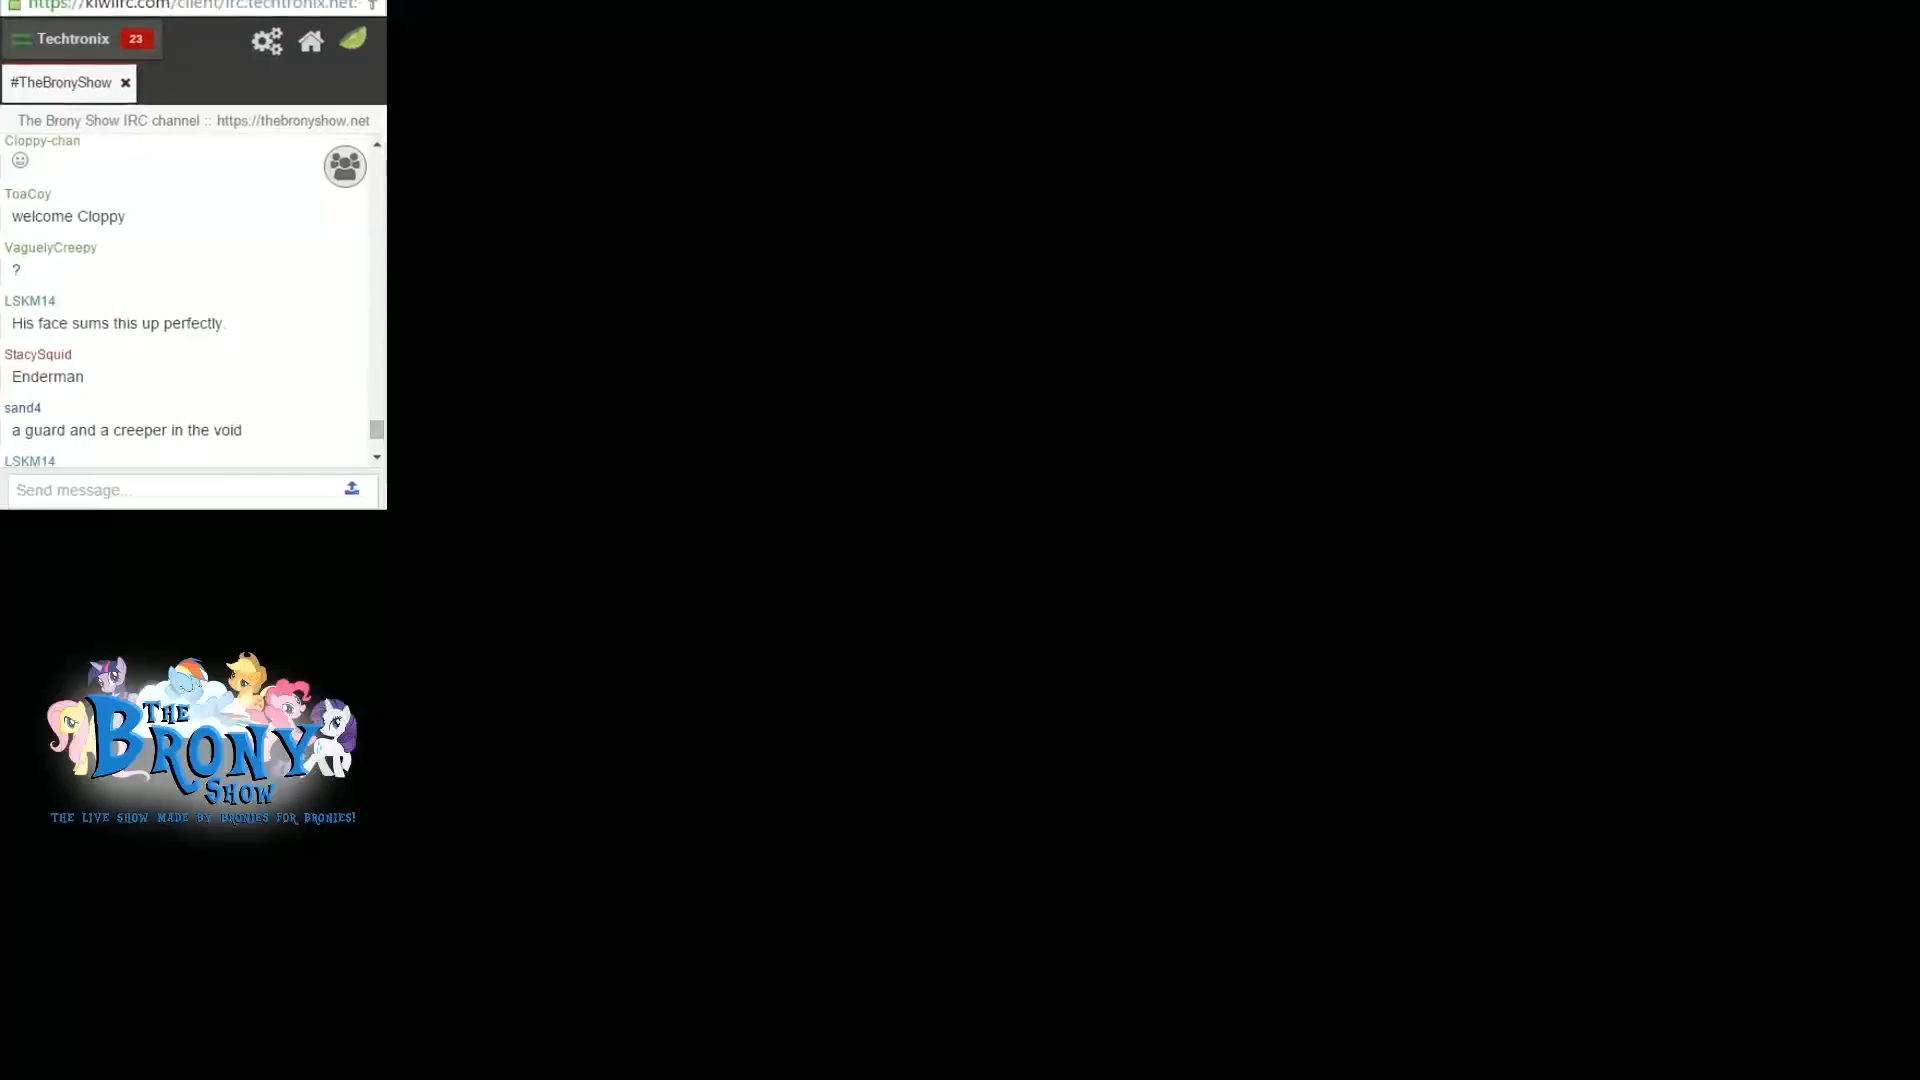 https://kiwiirc.com/client/irc.techtronix.net:
Techtronix 23
#TheBronyShow
The Brony Show IRC channel :: https://thebronyshow.net
Cloppy-chan
ToaCoy
welcome Cloppy
VaguelyCreepy
?
LSKM14
His face sums this up perfectly.
StacySquid
Enderman
sand4
a guard and a creeper in the void
LSKM14
Send message...
THE
BRONY
SHOW
THE LIVE SHOW MADE BY BRONIES FOR BRONIES!